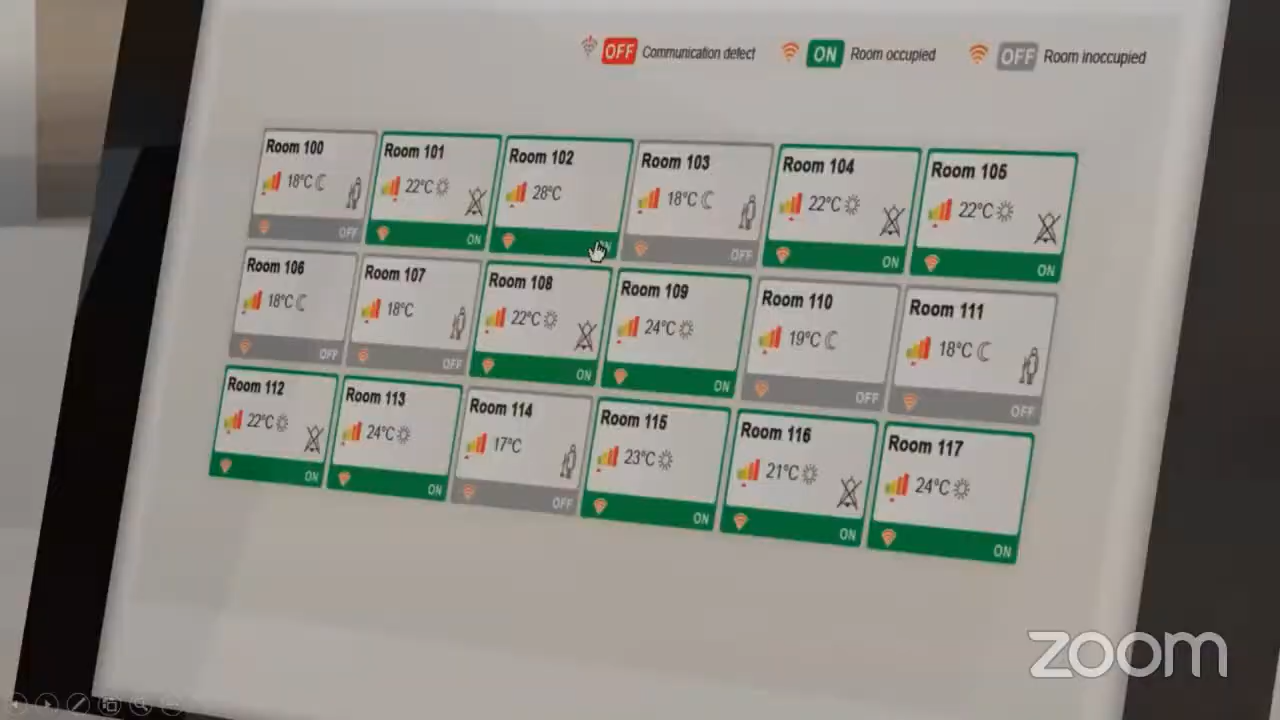 OFF Communication defect ON Room occupied OFF Room inoccupied
Room 100 Room 101 Room 102 Room 103 Room 104 Room 105
18°C 22°C 28°C 18°C 22°C 22°C
OFF ON ON OFF ON ON
Room 106 Room 107 Room 108 Room 109 Room 110 Room 111
18°C 18°C 22°C 24°C 19°C 18°C
OFF OFF ON ON OFF OFF
Room 112 Room 113 Room 114 Room 115 Room 116 Room 117
22°C 24°C 17°C 23°C 21°C 24°C
ON ON OFF ON ON ON
zoom